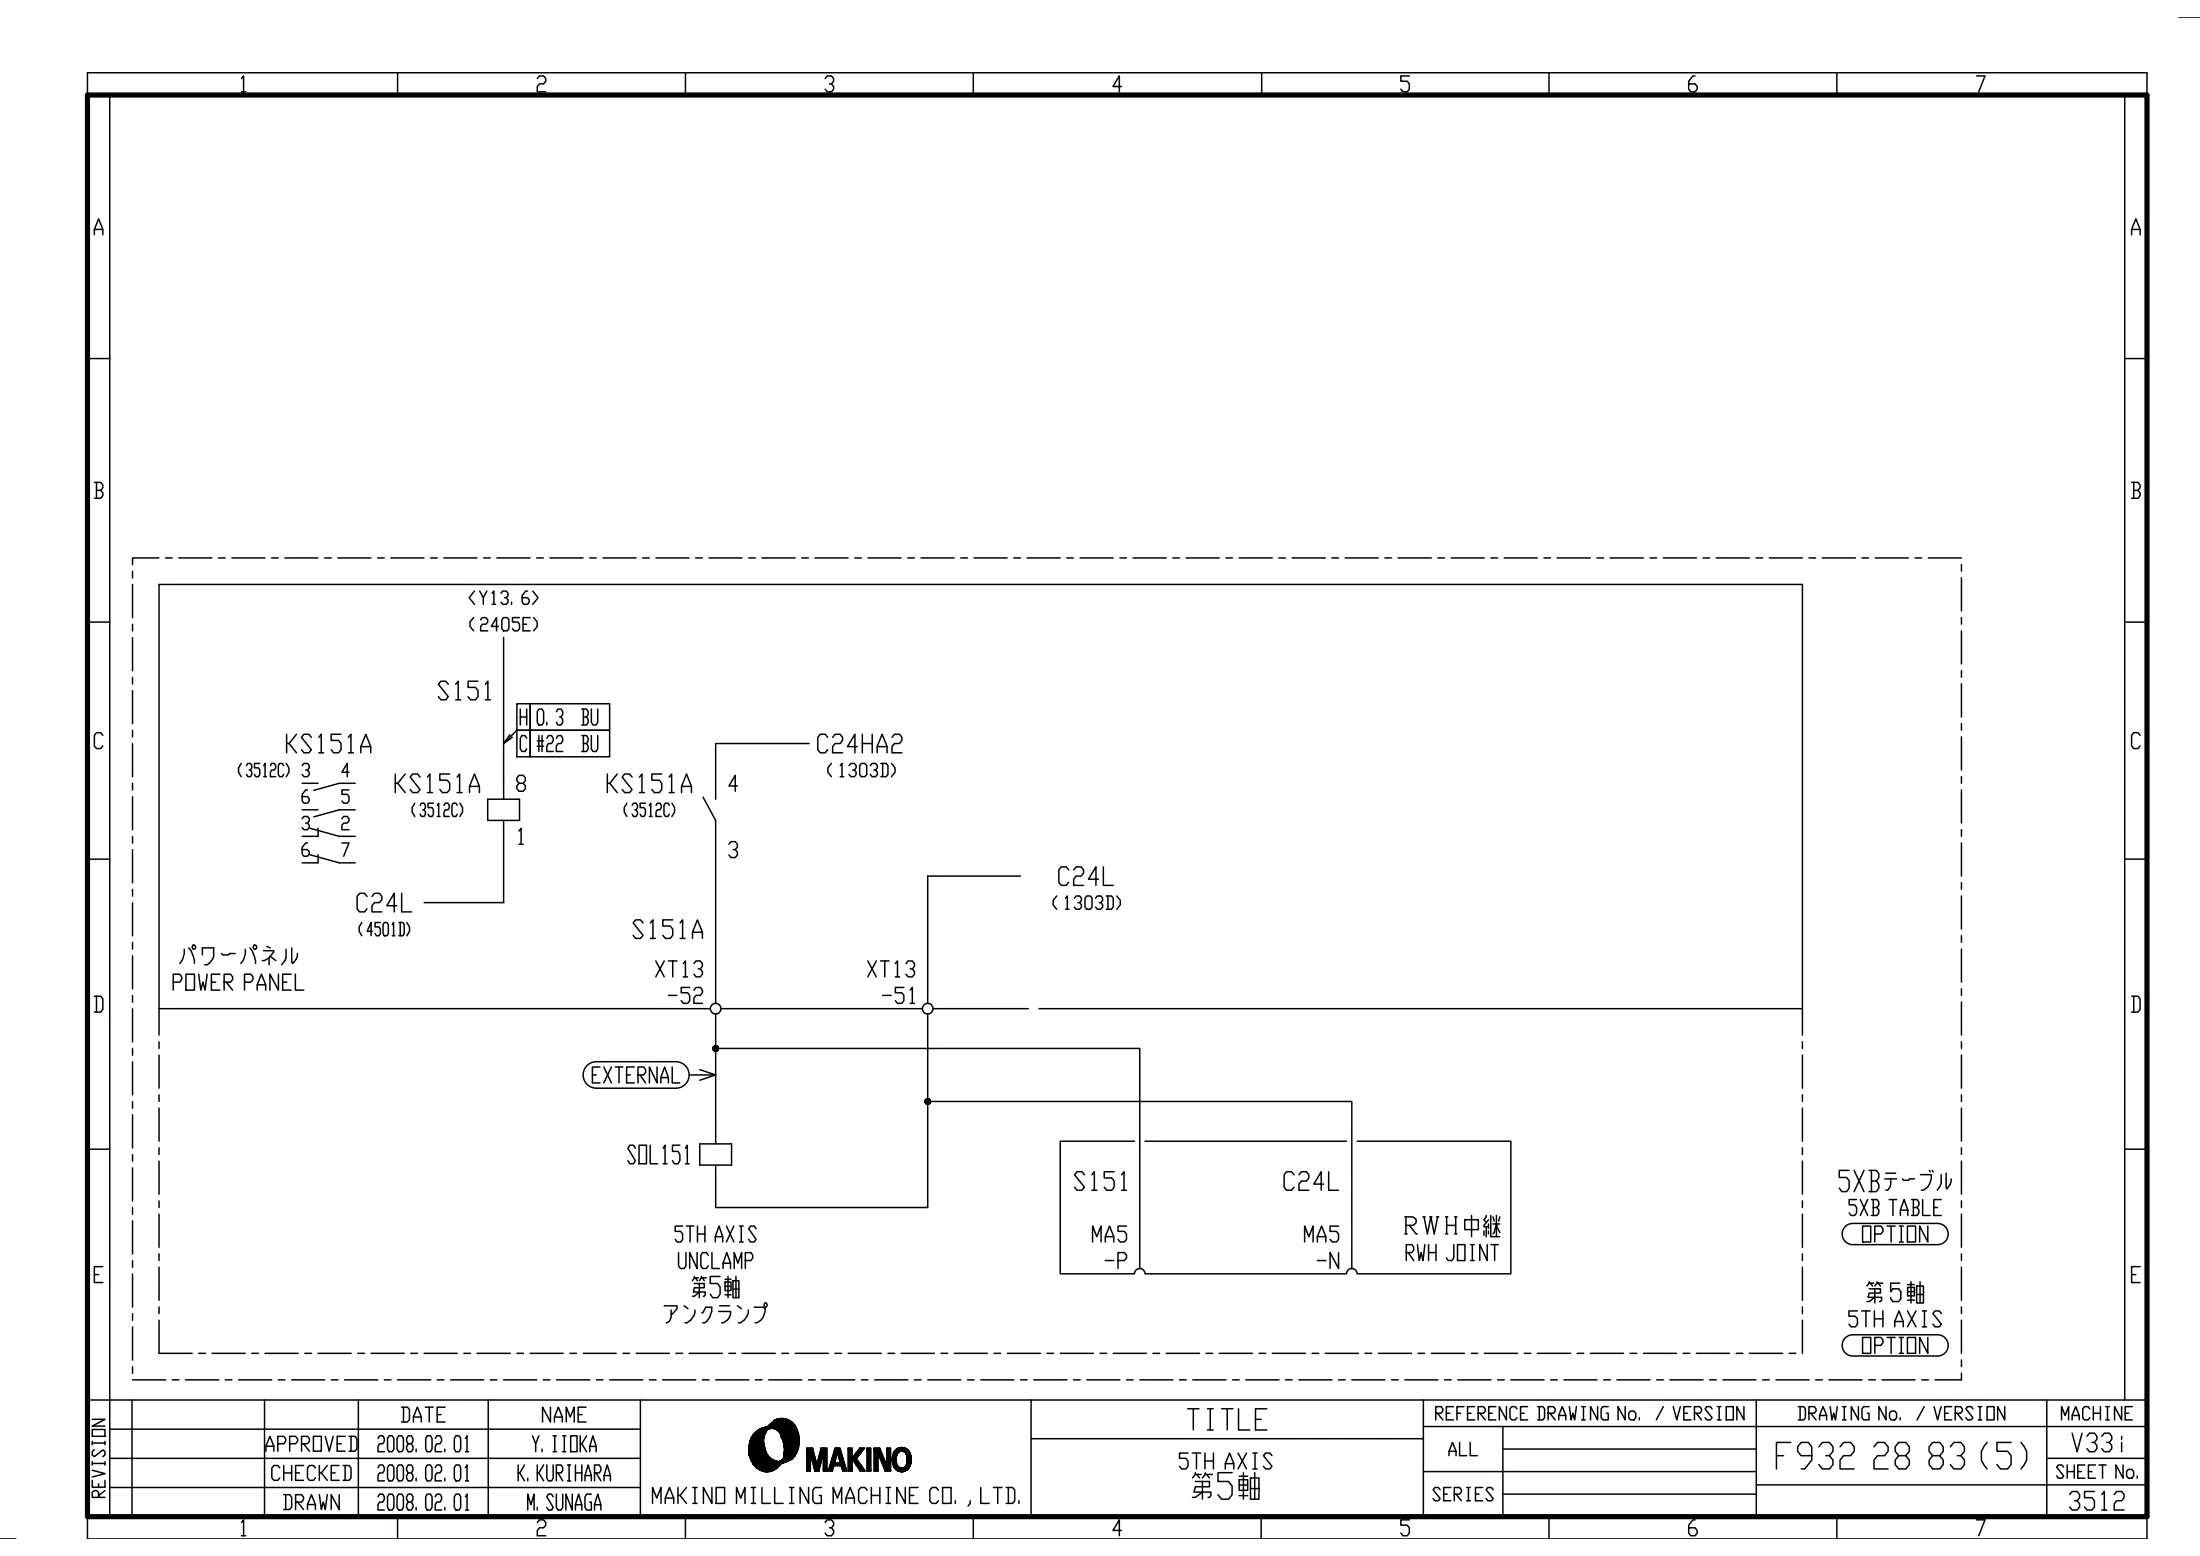 1 2 3 4 5 6 7
A A
B B
C C
D D
E E
<Y13.6>
(2405E)
S151
H 0.3 BU
C #22 BU
KS151A
(3512C) 3 4
6 5
3 2
6 7
KS151A 8
(3512C)
1
KS151A 4
(3512C)
3
C24HA2
(1303D)
C24L
(1303D)
C24L
(4501D)
S151A
パワーパネル
POWER PANEL
XT13
-52
XT13
-51
EXTERNAL
SOL151
5TH AXIS
UNCLAMP
第5軸
アンクランプ
S151
MA5
-P
C24L
MA5
-N
RWH中継
RWH JOINT
5XBテーブル
5XB TABLE
OPTION
第5軸
5TH AXIS
OPTION
REVISION
DATE NAME
APPROVED 2008.02.01 Y. IIOKA
CHECKED 2008.02.01 K. KURIHARA
DRAWN 2008.02.01 M. SUNAGA
MAKINO
MAKINO MILLING MACHINE CO.,LTD.
TITLE
5TH AXIS
第5軸
REFERENCE DRAWING No. / VERSION
ALL
SERIES
DRAWING No. / VERSION
F932 28 83(5)
MACHINE
V33i
SHEET No.
3512
1 2 3 4 5 6 7